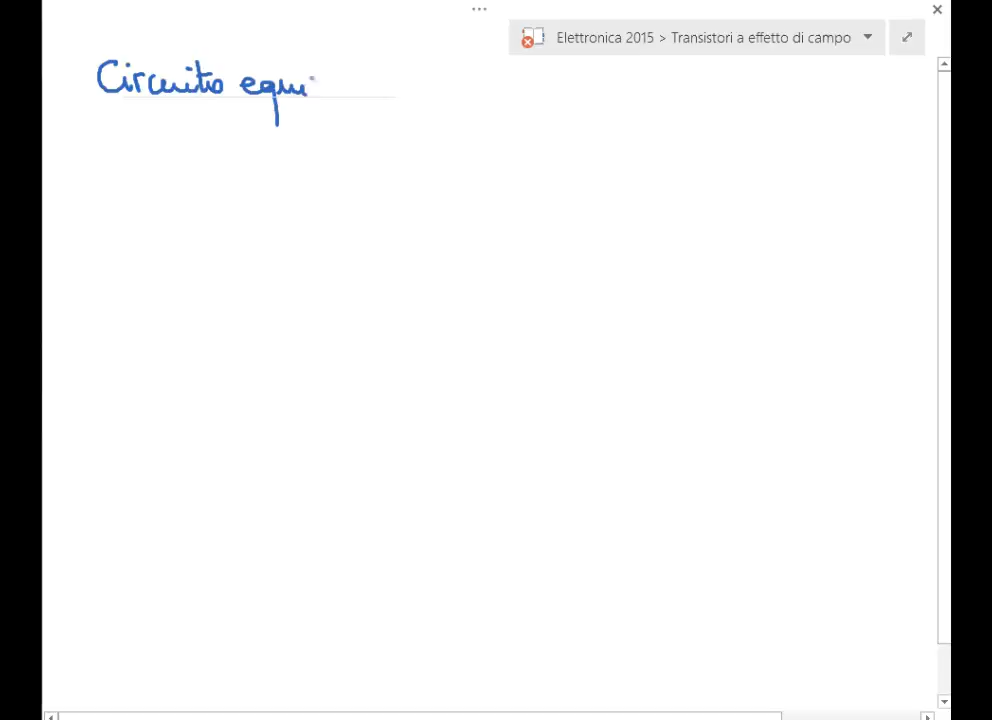 Elettronica 2015 > Transistori a effetto di campo
Circuito equi